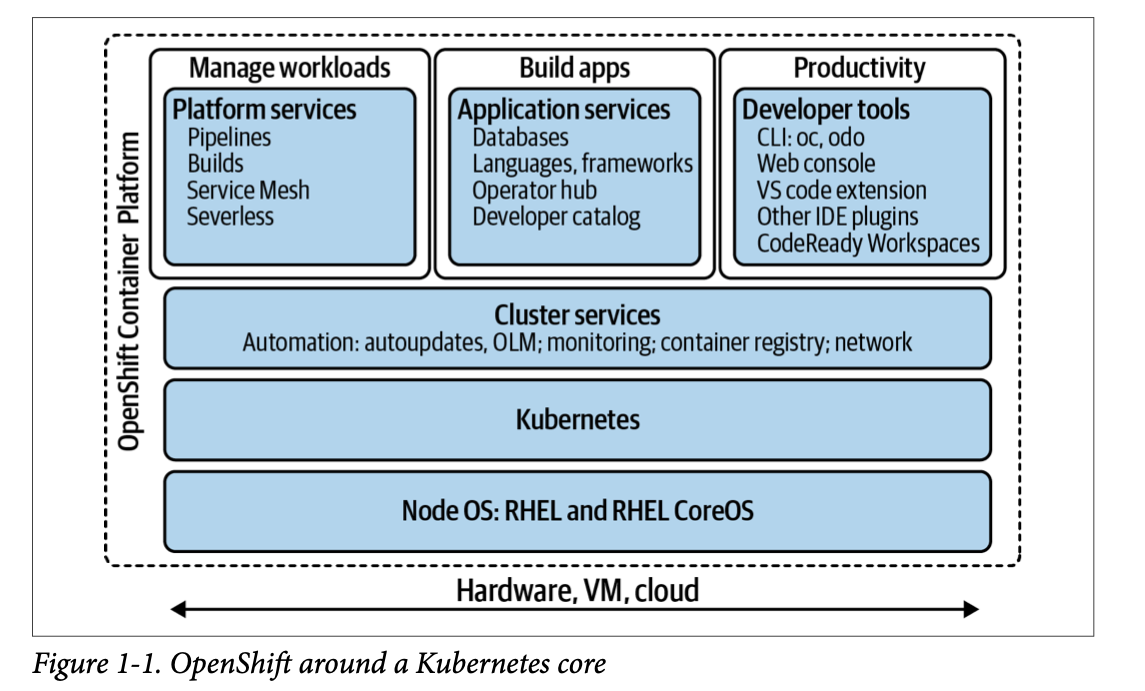 OpenShift Container Platform
Manage workloads
Platform services
Pipelines
Builds
Service Mesh
Severless
Build apps
Application services
Databases
Languages, frameworks
Operator hub
Developer catalog
Productivity
Developer tools
CLI: oc, odo
Web console
VS code extension
Other IDE plugins
CodeReady Workspaces
Cluster services
Automation: autoupdates, OLM; monitoring; container registry; network
Kubernetes
Node OS: RHEL and RHEL CoreOS
Hardware, VM, cloud
Figure 1-1. OpenShift around a Kubernetes core